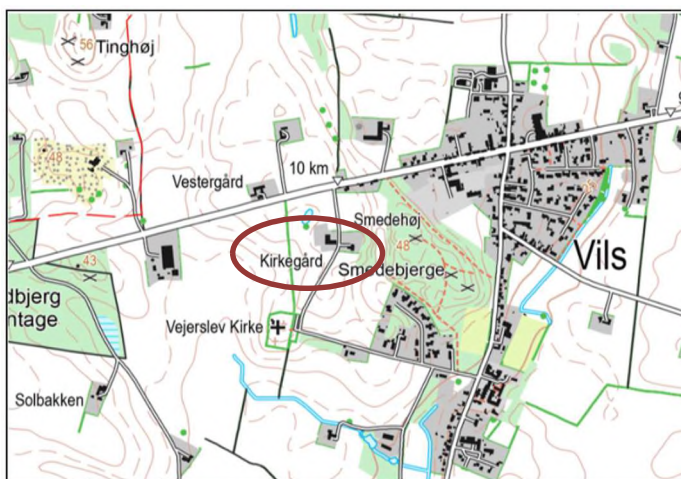 56 Tinghøj
48
Vestergård
10 km
Smedehøj
48
Kirkegård
Smedebjerge
Vils
43
dbjerg
ntage
Vejerslev Kirke
Solbakken